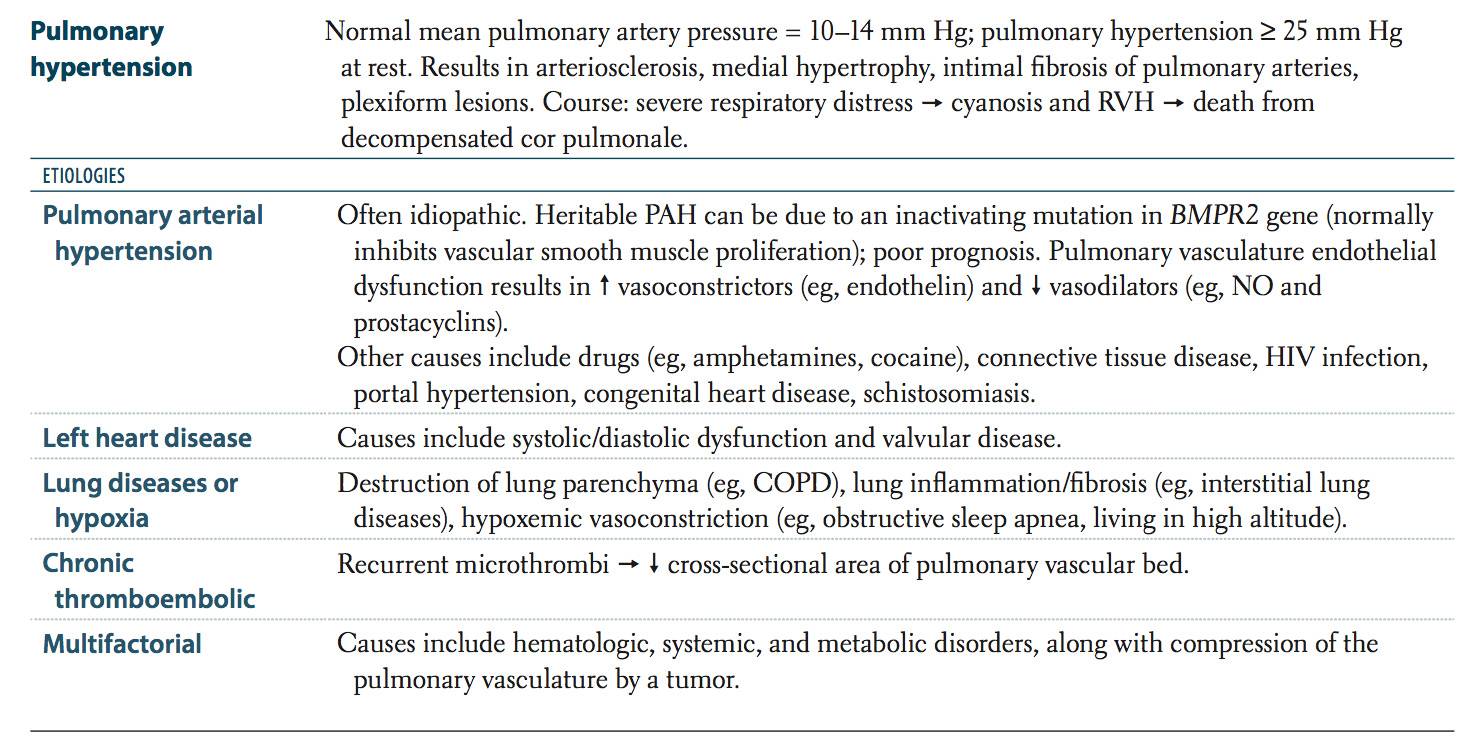 Pulmonary hypertension
Normal mean pulmonary artery pressure = 10–14 mm Hg; pulmonary hypertension ≥ 25 mm Hg
at rest. Results in arteriosclerosis, medial hypertrophy, intimal fibrosis of pulmonary arteries,
plexiform lesions. Course: severe respiratory distress → cyanosis and RVH → death from
decompensated cor pulmonale.
ETIOLOGIES
Pulmonary arterial
hypertension
Often idiopathic. Heritable PAH can be due to an inactivating mutation in BMPR2 gene (normally
inhibits vascular smooth muscle proliferation); poor prognosis. Pulmonary vasculature endothelial
dysfunction results in ↑ vasoconstrictors (eg, endothelin) and ↓ vasodilators (eg, NO and
prostacyclins).
Other causes include drugs (eg, amphetamines, cocaine), connective tissue disease, HIV infection,
portal hypertension, congenital heart disease, schistosomiasis.
Left heart disease
Causes include systolic/diastolic dysfunction and valvular disease.
Lung diseases or
hypoxia
Destruction of lung parenchyma (eg, COPD), lung inflammation/fibrosis (eg, interstitial lung
diseases), hypoxemic vasoconstriction (eg, obstructive sleep apnea, living in high altitude).
Chronic
thromboembolic
Recurrent microthrombi → ↓ cross-sectional area of pulmonary vascular bed.
Multifactorial
Causes include hematologic, systemic, and metabolic disorders, along with compression of the
pulmonary vasculature by a tumor.